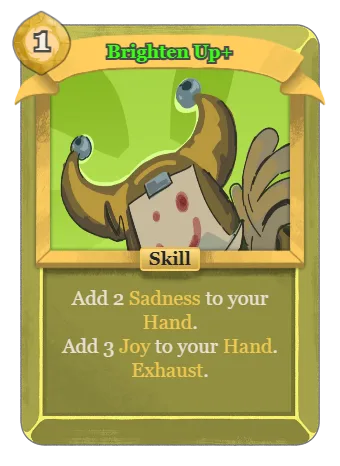 1
Brighten Up+
Skill
Add 2 Sadness to your
Hand.
Add 3 Joy to your Hand.
Exhaust.